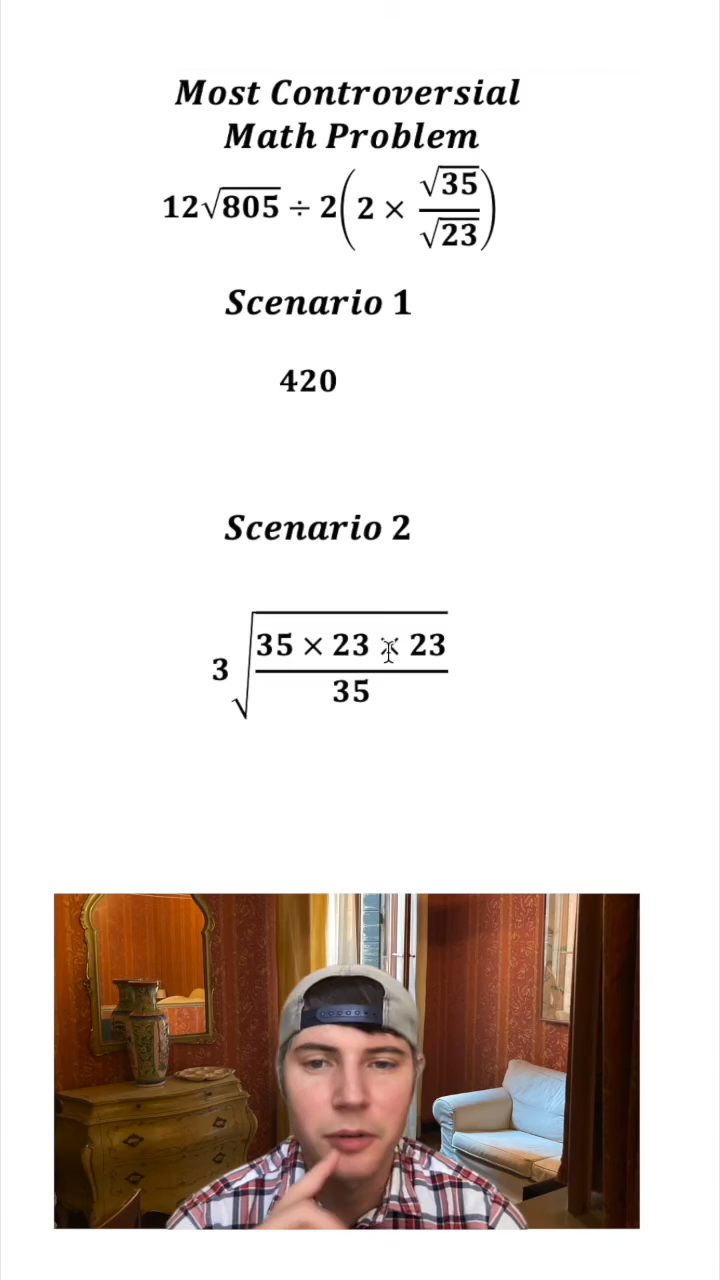 Most Controversial
Math Problem
12√805 ÷ 2(2 × √35/√23)
Scenario 1
420
Scenario 2
3√(35 × 23 × 23/35)